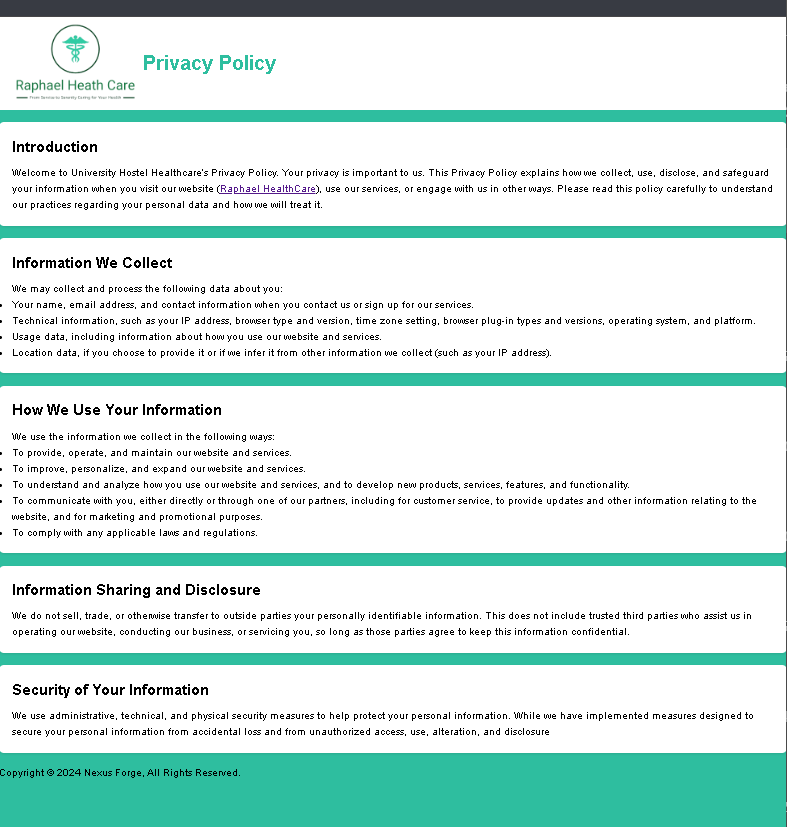 Raphael Heath Care
Privacy Policy
Introduction
Welcome to University Hostel Healthcare's Privacy Policy. Your privacy is important to us. This Privacy Policy explains how we collect, use, disclose, and safeguard
your information when you visit our website (Raphael HealthCare), use our services, or engage with us in other ways. Please read this policy carefully to understand
our practices regarding your personal data and how we will treat it.
Information We Collect
We may collect and process the following data about you:
• Your name, email address, and contact information when you contact us or sign up for our services.
• Technical information, such as your IP address, browser type and version, time zone setting, browser plug-in types and versions, operating system, and platform.
• Usage data, including information about how you use our website and services.
• Location data, if you choose to provide it or if we infer it from other information we collect (such as your IP address).
How We Use Your Information
We use the information we collect in the following ways:
• To provide, operate, and maintain our website and services.
• To improve, personalize, and expand our website and services.
• To understand and analyze how you use our website and services, and to develop new products, services, features, and functionality.
• To communicate with you, either directly or through one of our partners, including for customer service, to provide updates and other information relating to the
website, and for marketing and promotional purposes.
• To comply with any applicable laws and regulations.
Information Sharing and Disclosure
We do not sell, trade, or otherwise transfer to outside parties your personally identifiable information. This does not include trusted third parties who assist us in
operating our website, conducting our business, or servicing you, so long as those parties agree to keep this information confidential.
Security of Your Information
We use administrative, technical, and physical security measures to help protect your personal information. While we have implemented measures designed to
secure your personal information from accidental loss and from unauthorized access, use, alteration, and disclosure
Copyright © 2024 Nexus Forge, All Rights Reserved.